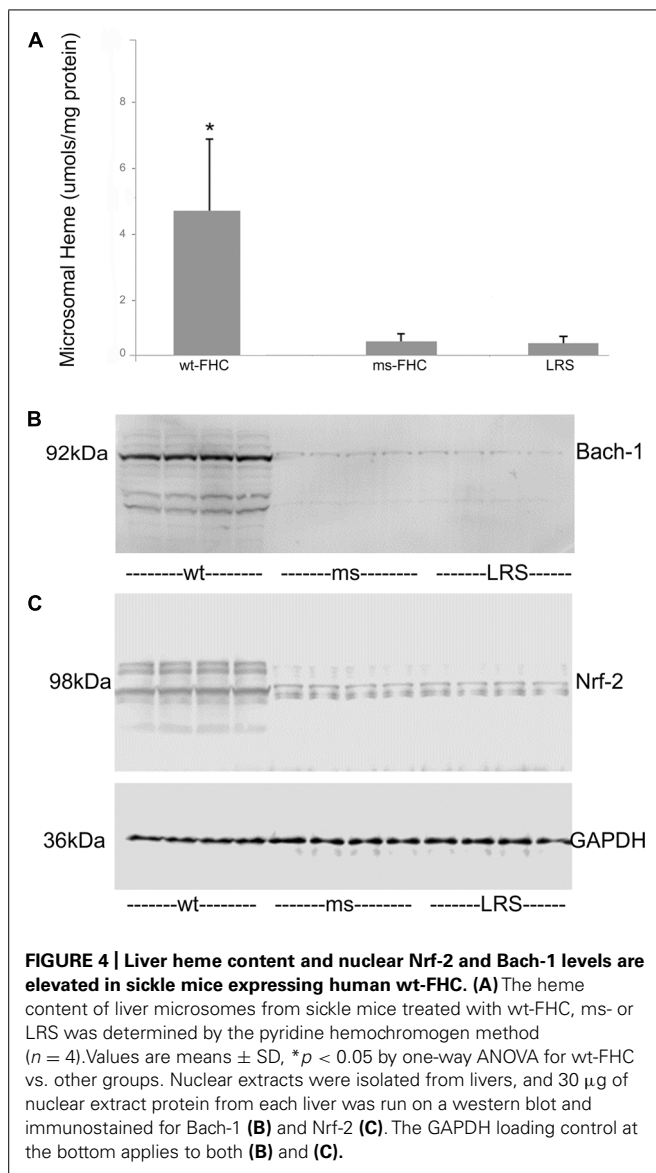 A
Microsomal Heme (umols/mg protein)
8
6
4
2
0
*
wt-FHC ms-FHC LRS
B
92kDa Bach-1
--------wt-------- --------ms-------- -------LRS------
C
98kDa Nrf-2
36kDa GAPDH
-------wt-------- -------ms-------- -------LRS------
FIGURE 4 | Liver heme content and nuclear Nrf-2 and Bach-1 levels are
elevated in sickle mice expressing human wt-FHC. (A) The heme
content of liver microsomes from sickle mice treated with wt-FHC, ms- or
LRS was determined by the pyridine hemochromogen method
(n = 4).Values are means ± SD, *p < 0.05 by one-way ANOVA for wt-FHC
vs. other groups. Nuclear extracts were isolated from livers, and 30 μg of
nuclear extract protein from each liver was run on a western blot and
immunostained for Bach-1 (B) and Nrf-2 (C). The GAPDH loading control at
the bottom applies to both (B) and (C).